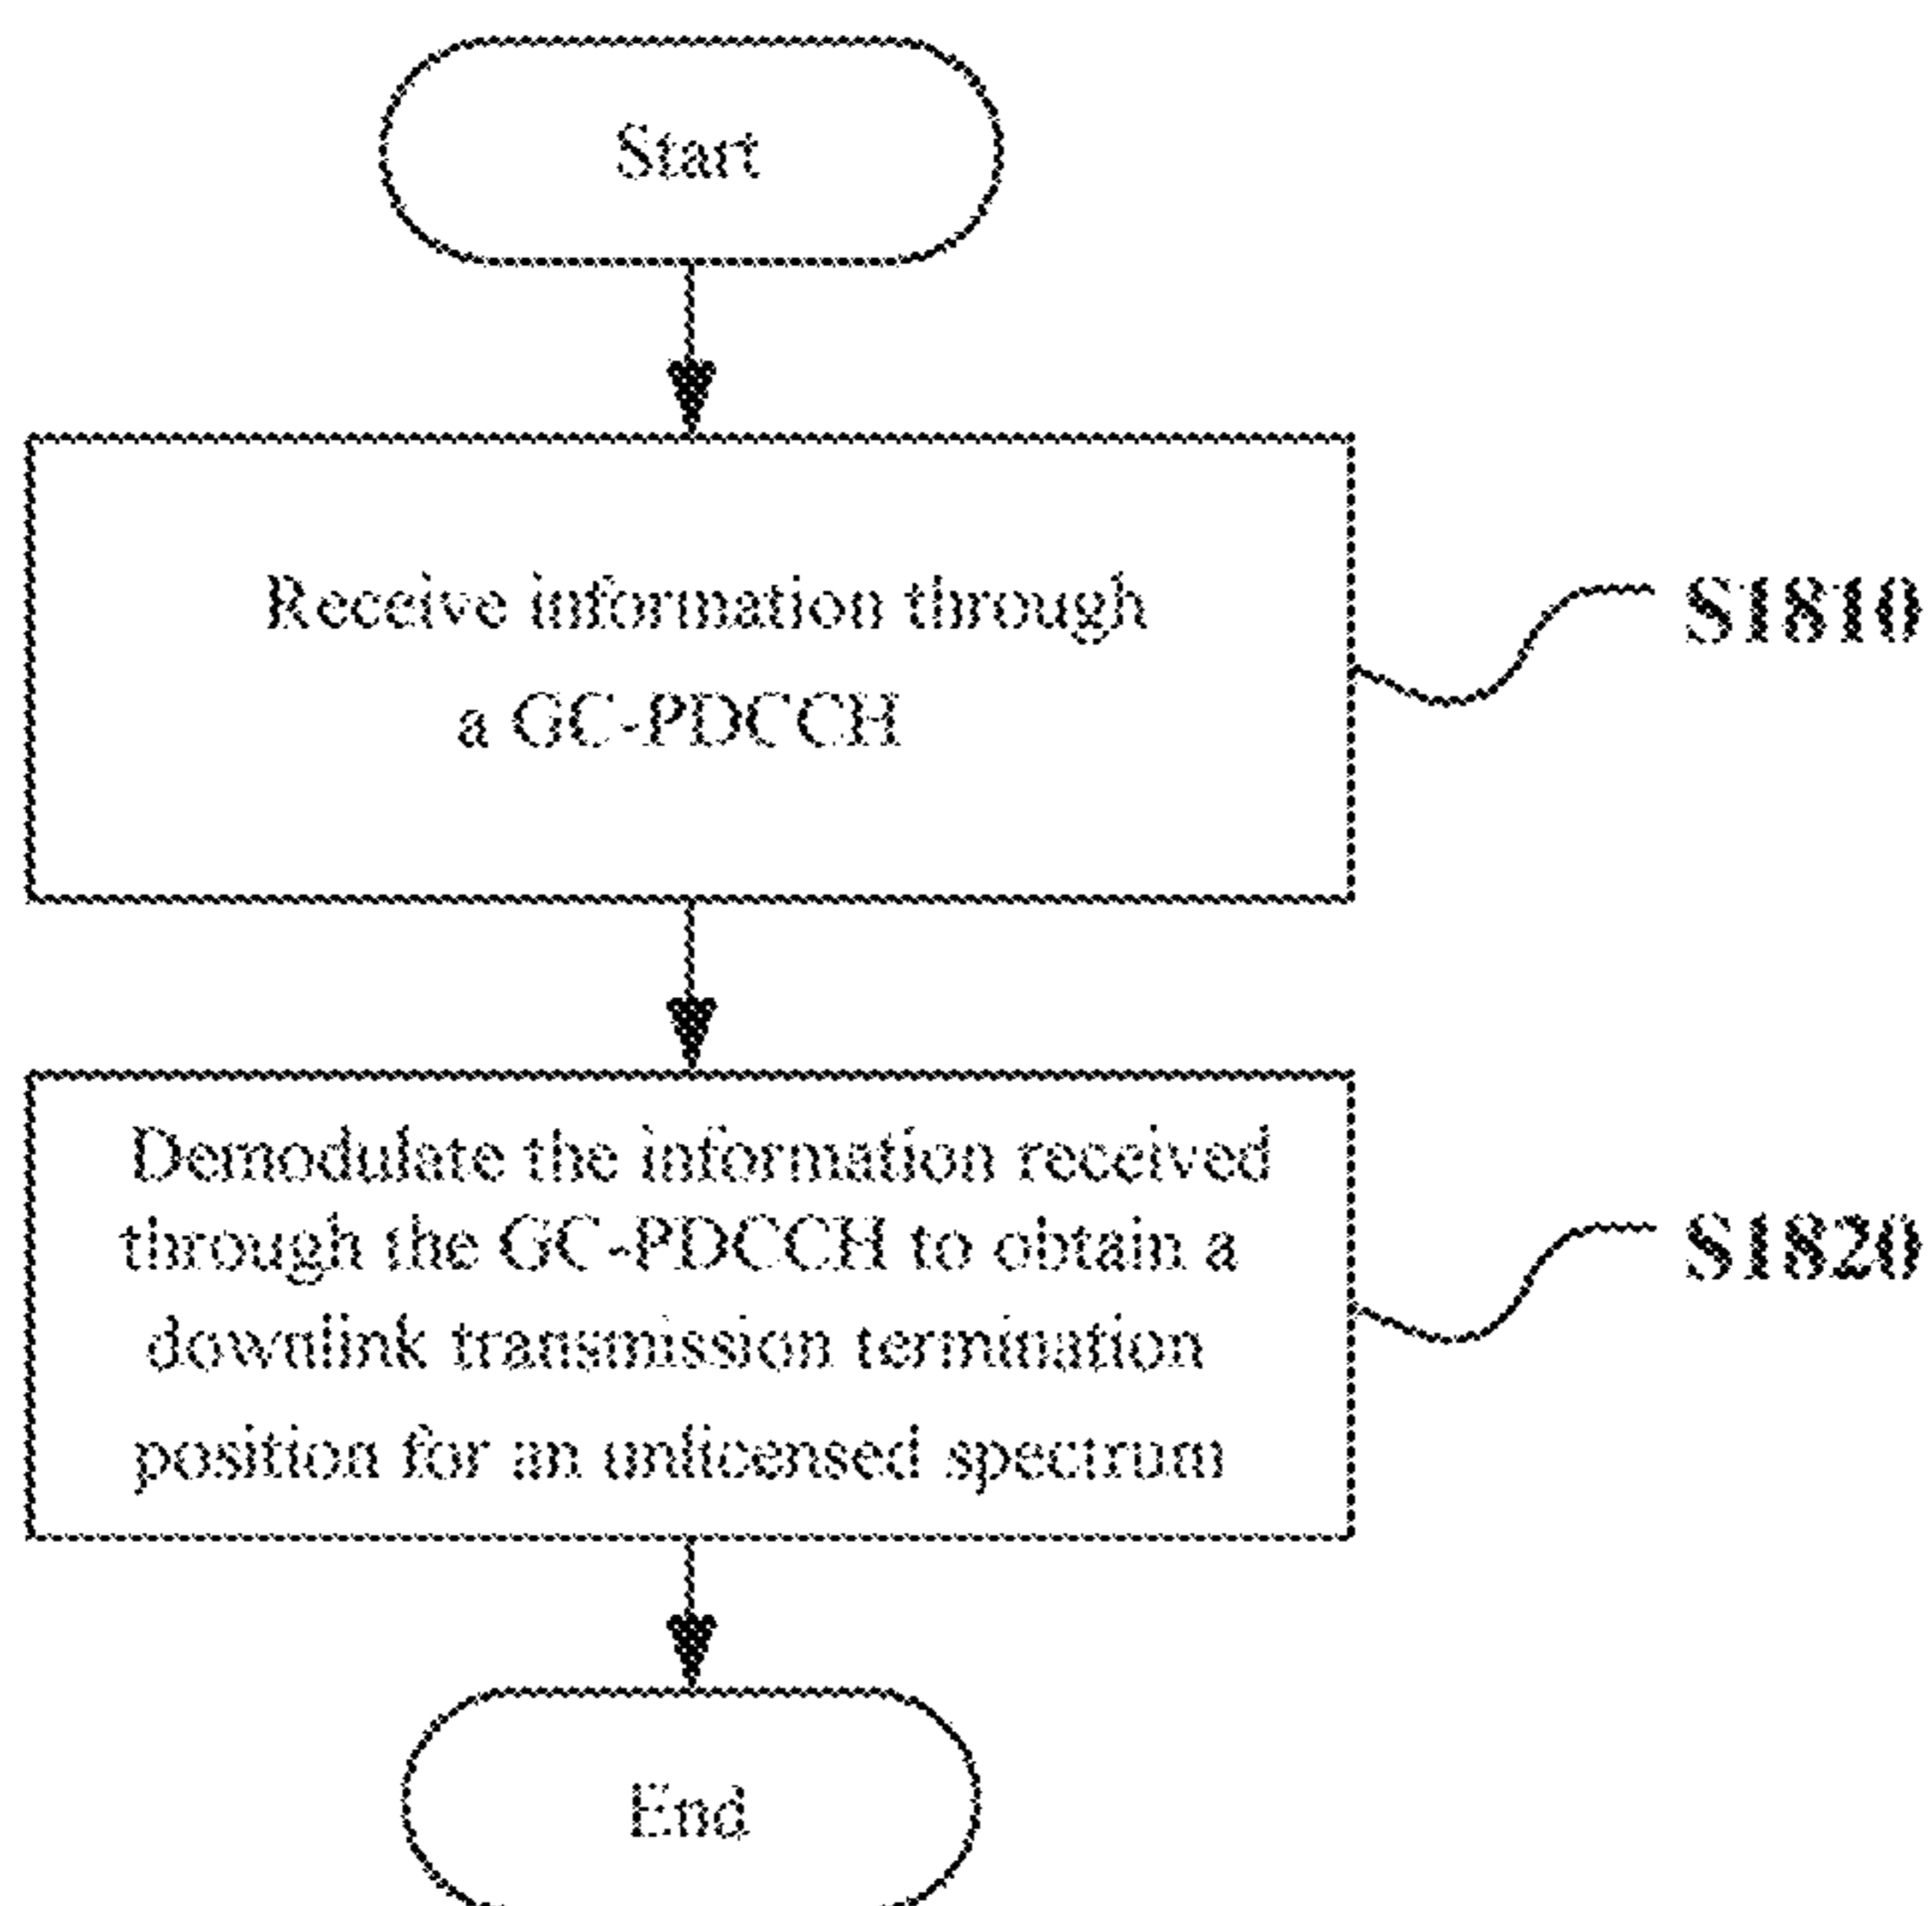 Start
Receive information through
a GC-PDCCH
S1810
Demodulate the information received
through the GC-PDCCH to obtain a
downlink transmission termination
position for an unlicensed spectrum
S1820
End